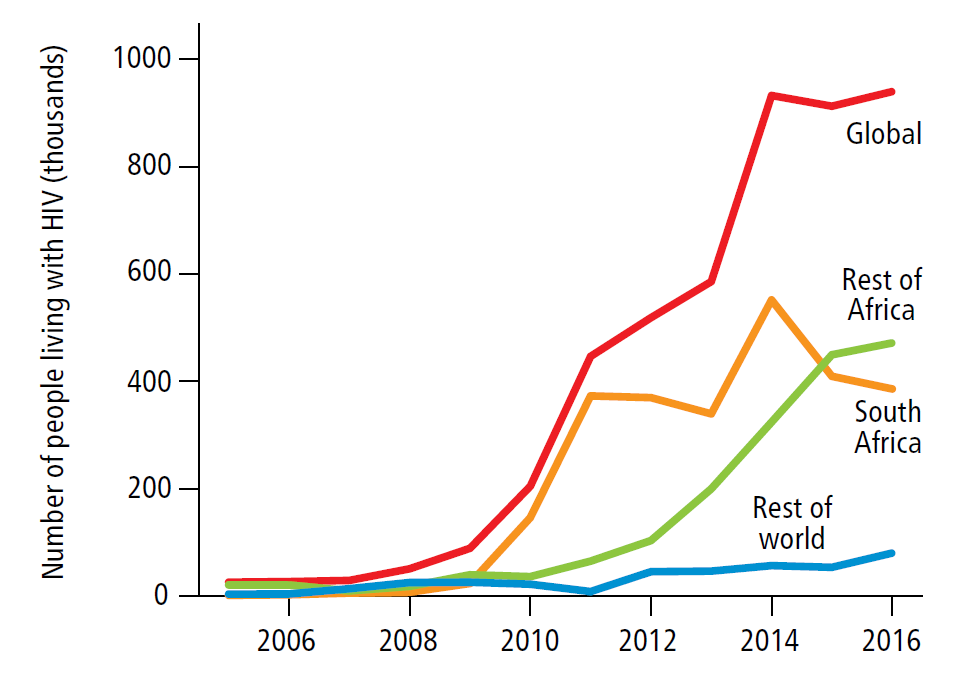 Number of people living with HIV (thousands)
1000
800
600
400
200
0
Global
Rest of
Africa
South
Africa
Rest of
world
2006
2008
2010
2012
2014
2016